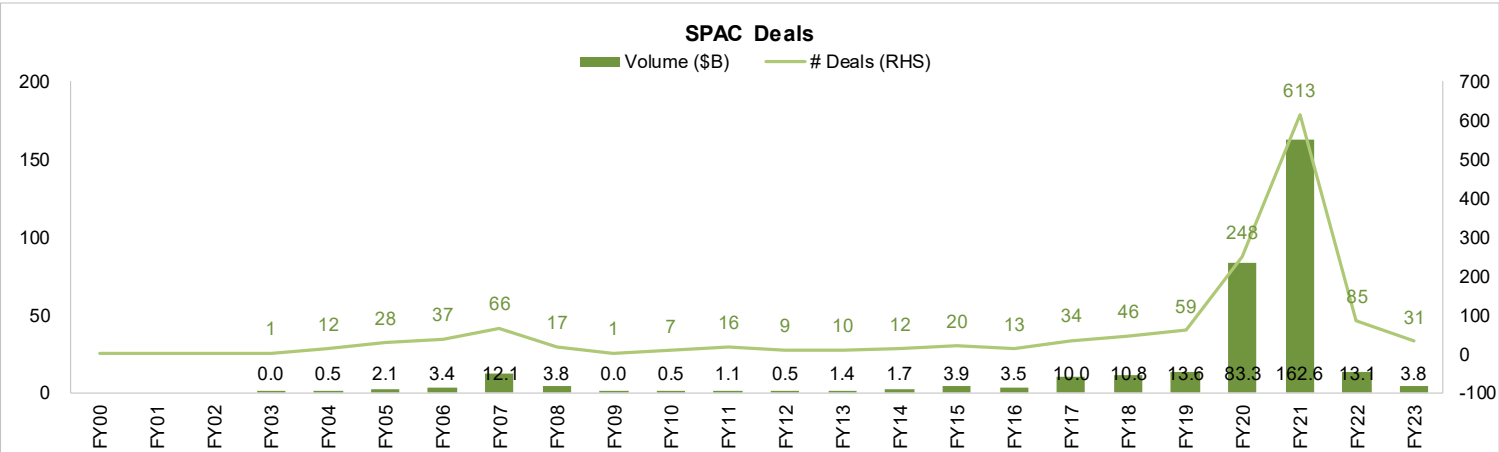 SPAC Deals
Volume ($B) # Deals (RHS)
200 700
600
150 500
400
100 300
200
50 100
0
0 -100
1 12 28 37 66 17 1 7 16 9 10 12 20 13 34 46 59 248 613 85 31
0.0 0.5 2.1 3.4 12.1 3.8 0.0 0.5 1.1 0.5 1.4 1.7 3.9 3.5 10.0 10.8 13.6 83.3 162.6 13.1 3.8
FY00 FY01 FY02 FY03 FY04 FY05 FY06 FY07 FY08 FY09 FY10 FY11 FY12 FY13 FY14 FY15 FY16 FY17 FY18 FY19 FY20 FY21 FY22 FY23